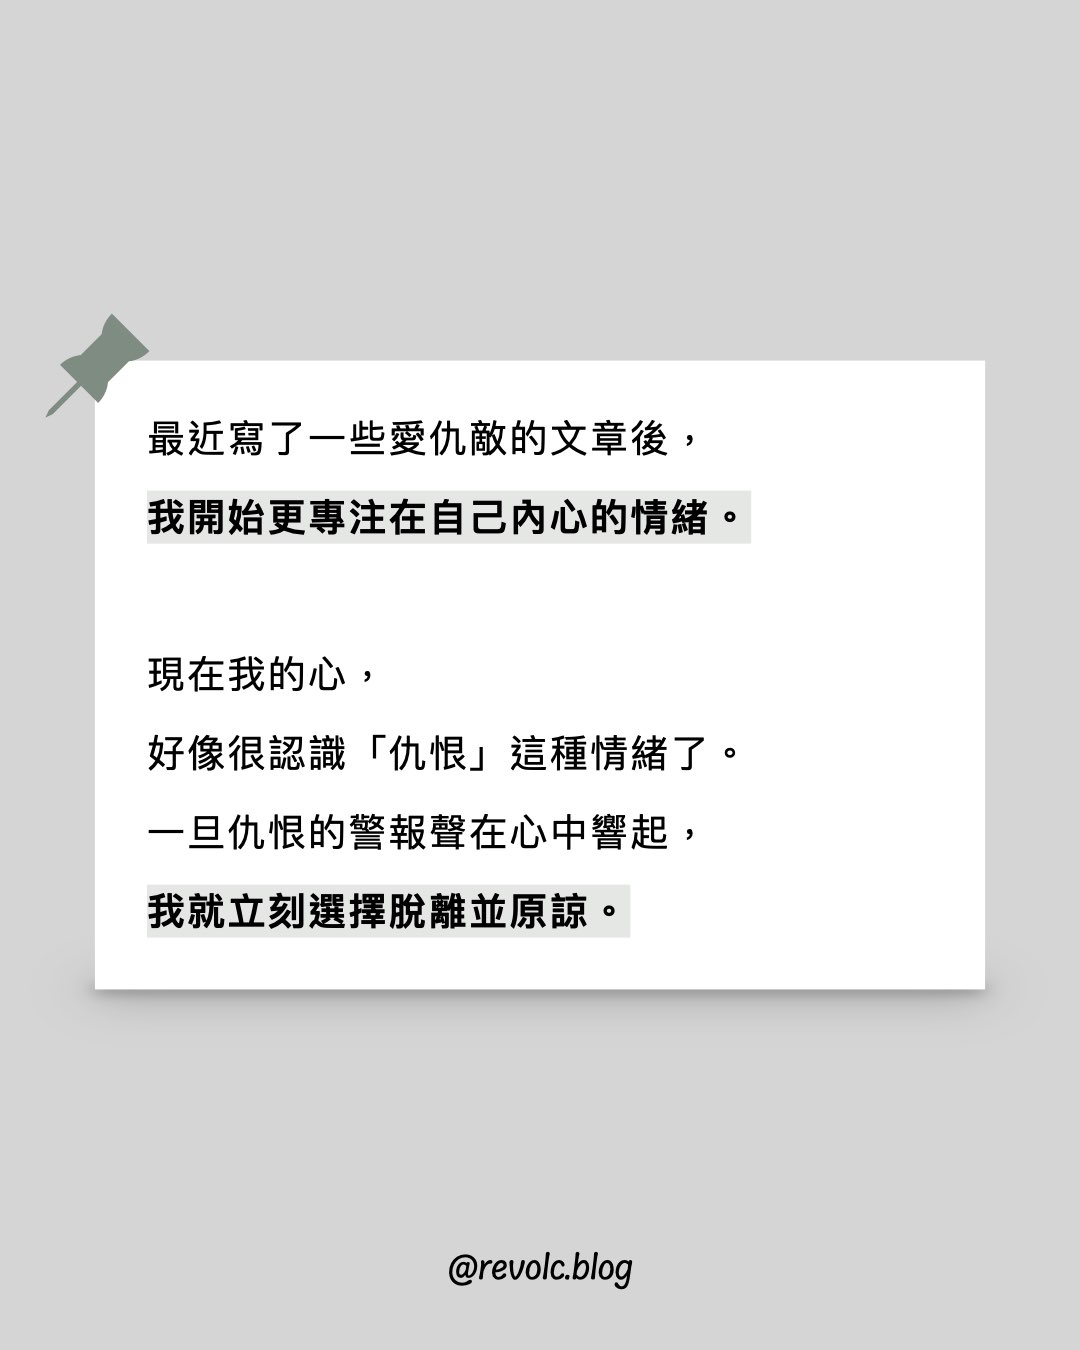 最近寫了一些愛仇敵的文章後，
我開始更專注在自己內心的情緒。
現在我的心，
好像很認識「仇恨」這種情緒了。
一旦仇恨的警報聲在心中響起，
我就立刻選擇脫離並原諒。
@revolc.blog